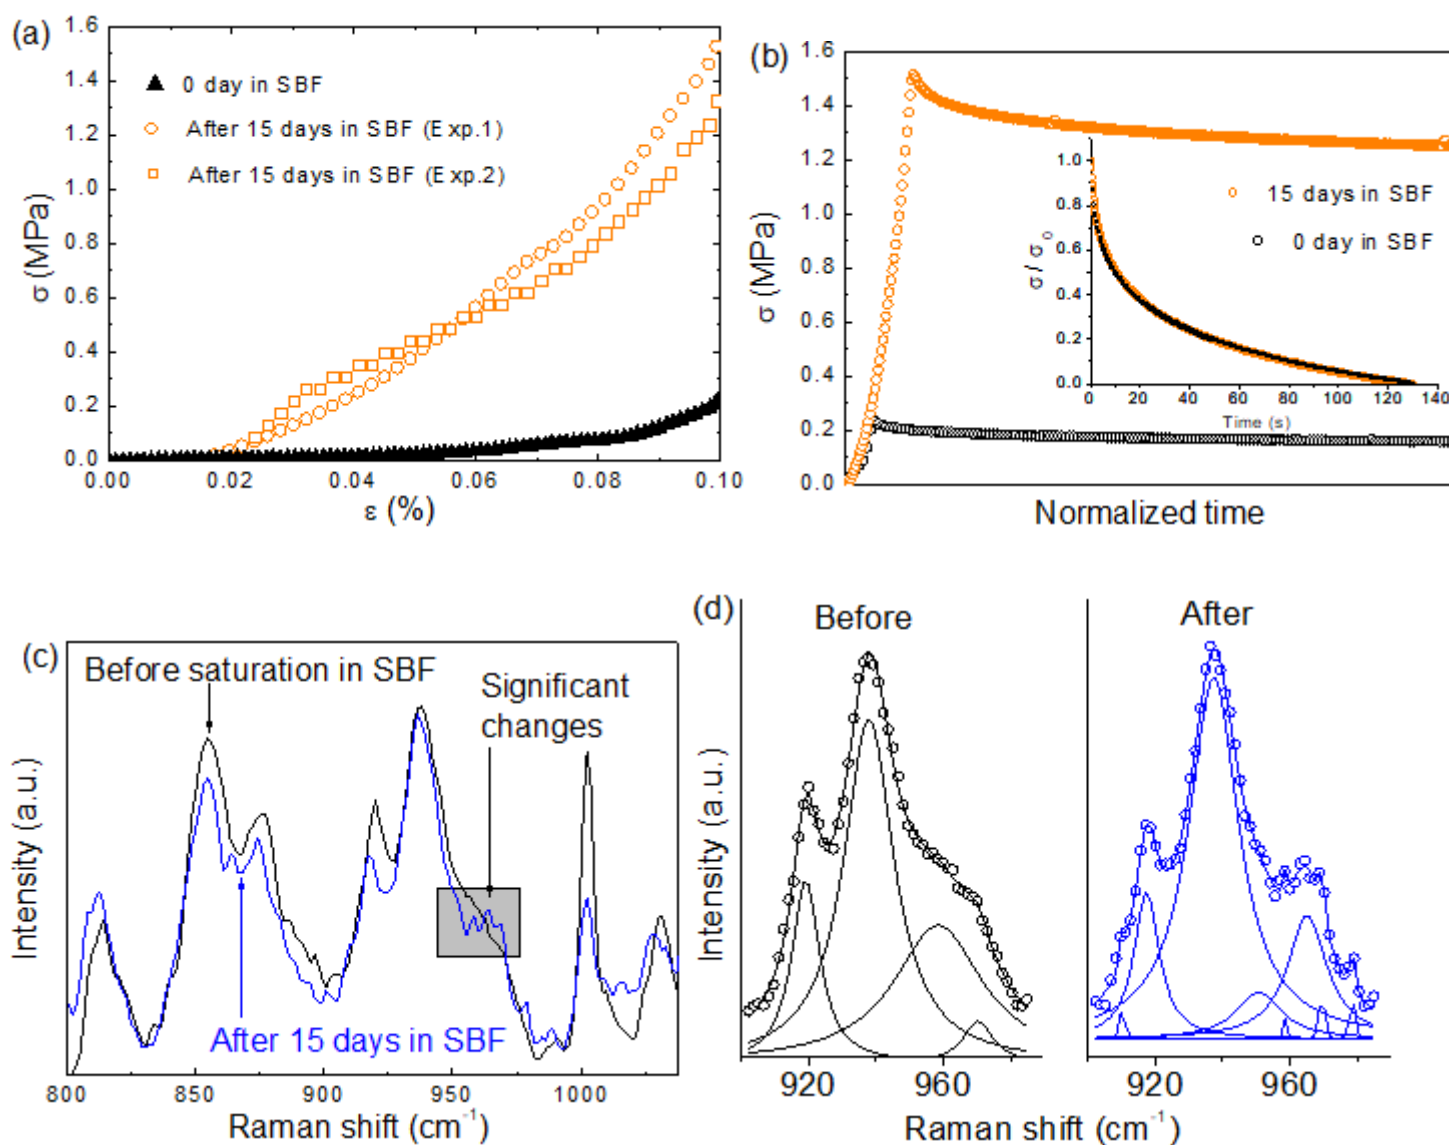 (a)
1.6
1.4
1.2
1.0
0.8
0.6
0.4
0.2
0.0
σ (MPa)
0 day in SBF
After 15 days in SBF (Exp.1)
After 15 days in SBF (Exp.2)
0.00 0.02 0.04 0.06 0.08 0.10
ε (%)
(b)
1.6
1.4
1.2
1.0
0.8
0.6
0.4
0.2
0.0
σ (MPa)
15 days in SBF
0 day in SBF
1.0
0.8
0.6
0.4
0.2
0.0
σ / σo
0 20 40 60 80 100 120 140
Time (s)
Normalized time
(c)
Before saturation in SBF
Significant
changes
After 15 days in SBF
Intensity (a.u.)
800 850 900 950 1000
Raman shift (cm⁻¹)
(d)
Before
After
Intensity (a.u.)
920 960 920 960
Raman shift (cm⁻¹)